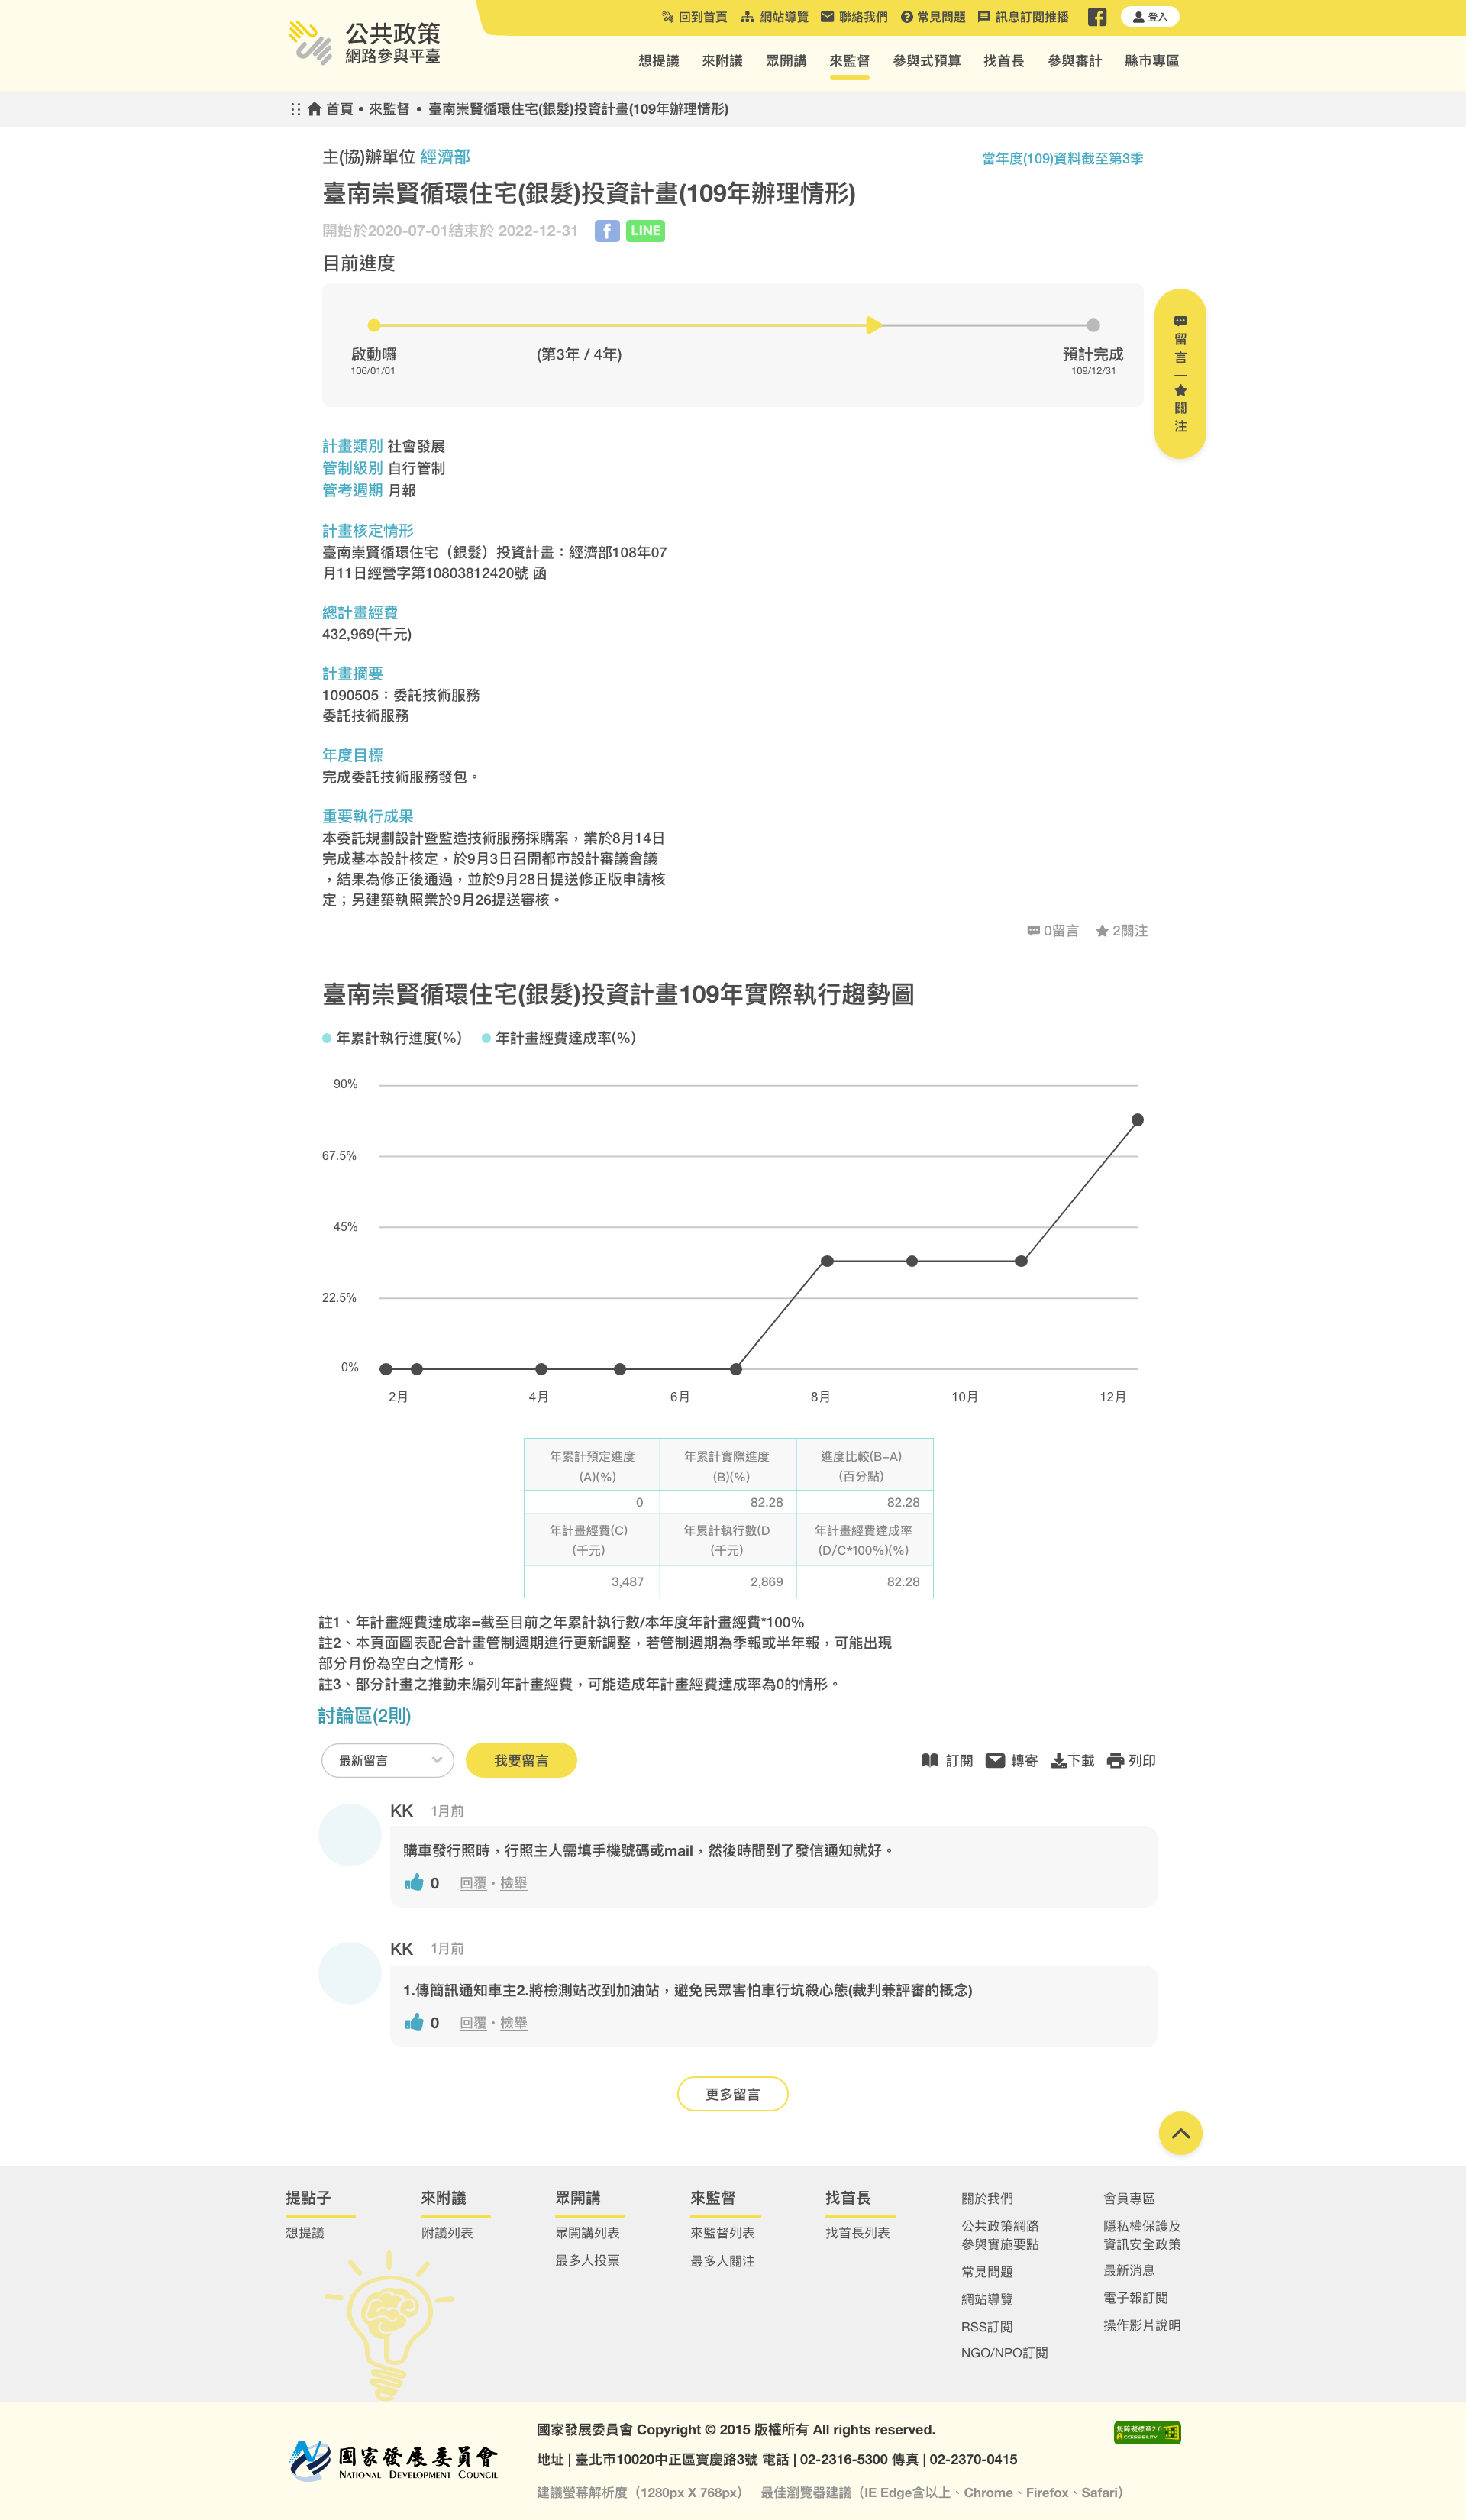 公共政策
網路參與平臺
回到首頁 網站導覽 聯絡我們 常見問題 訊息訂閱推播 登入
想提議 來附議 眾開講 來監督 參與式預算 找首長 參與審計 縣市專區
首頁 • 來監督 • 臺南崇賢循環住宅(銀髮)投資計畫(109年辦理情形)
主(協)辦單位 經濟部
當年度(109)資料截至第3季
臺南崇賢循環住宅(銀髮)投資計畫(109年辦理情形)
開始於2020-07-01結束於 2022-12-31 LINE
目前進度
啟動囉 (第3年 / 4年) 預計完成
106/01/01 109/12/31
留言
關注
計畫類別 社會發展
管制級別 自行管制
管考週期 月報
計畫核定情形
臺南崇賢循環住宅（銀髮）投資計畫：經濟部108年07
月11日經營字第10803812420號 函
總計畫經費
432,969(千元)
計畫摘要
1090505：委託技術服務
委託技術服務
年度目標
完成委託技術服務發包。
重要執行成果
本委託規劃設計暨監造技術服務採購案，業於8月14日
完成基本設計核定，於9月3日召開都市設計審議會議
，結果為修正後通過，並於9月28日提送修正版申請核
定；另建築執照業於9月26提送審核。
0留言 2關注
臺南崇賢循環住宅(銀髮)投資計畫109年實際執行趨勢圖
年累計執行進度(%) 年計畫經費達成率(%)
90%
67.5%
45%
22.5%
0%
2月 4月 6月 8月 10月 12月
年累計預定進度 年累計實際進度 進度比較(B-A)
(A)(%) (B)(%) (百分點)
0 82.28 82.28
年計畫經費(C) 年累計執行數(D 年計畫經費達成率
(千元) (千元) (D/C*100%)(%)
3,487 2,869 82.28
註1、年計畫經費達成率=截至目前之年累計執行數/本年度年計畫經費*100%
註2、本頁面圖表配合計畫管制週期進行更新調整，若管制週期為季報或半年報，可能出現
部分月份為空白之情形。
註3、部分計畫之推動未編列年計畫經費，可能造成年計畫經費達成率為0的情形。
討論區(2則)
最新留言 我要留言 訂閱 轉寄 下載 列印
KK 1月前
購車發行照時，行照主人需填手機號碼或mail，然後時間到了發信通知就好。
0 回覆・檢舉
KK 1月前
1.傳簡訊通知車主2.將檢測站改到加油站，避免民眾害怕車行坑殺心態(裁判兼評審的概念)
0 回覆・檢舉
更多留言
提點子 來附議 眾開講 來監督 找首長 關於我們 會員專區
想提議 附議列表 眾開講列表 來監督列表 找首長列表 公共政策網路 隱私權保護及
參與實施要點 資訊安全政策
最多人投票 最多人關注 常見問題 最新消息
網站導覽 電子報訂閱
RSS訂閱 操作影片說明
NGO/NPO訂閱
國家發展委員會
NATIONAL DEVELOPMENT COUNCIL
國家發展委員會 Copyright © 2015 版權所有 All rights reserved.
地址 | 臺北市10020中正區寶慶路3號 電話 | 02-2316-5300 傳真 | 02-2370-0415
建議螢幕解析度（1280px X 768px） 最佳瀏覽器建議（IE Edge含以上、Chrome、Firefox、Safari）
無障礙標章2.0
ACCESSIBILITY